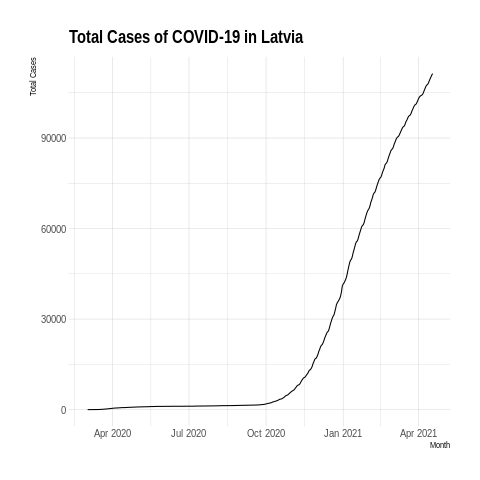 Total Cases of COVID-19 in Latvia
Total Cases
90000
60000
30000
0
Apr 2020 Jul 2020 Oct 2020 Jan 2021 Apr 2021
Month